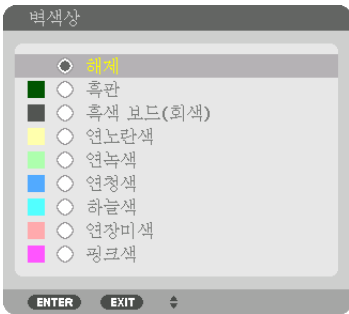 벽색상
해제
흑판
흑색 보드(회색)
연노란색
연녹색
연청색
하늘색
연장미색
핑크색
ENTER EXIT